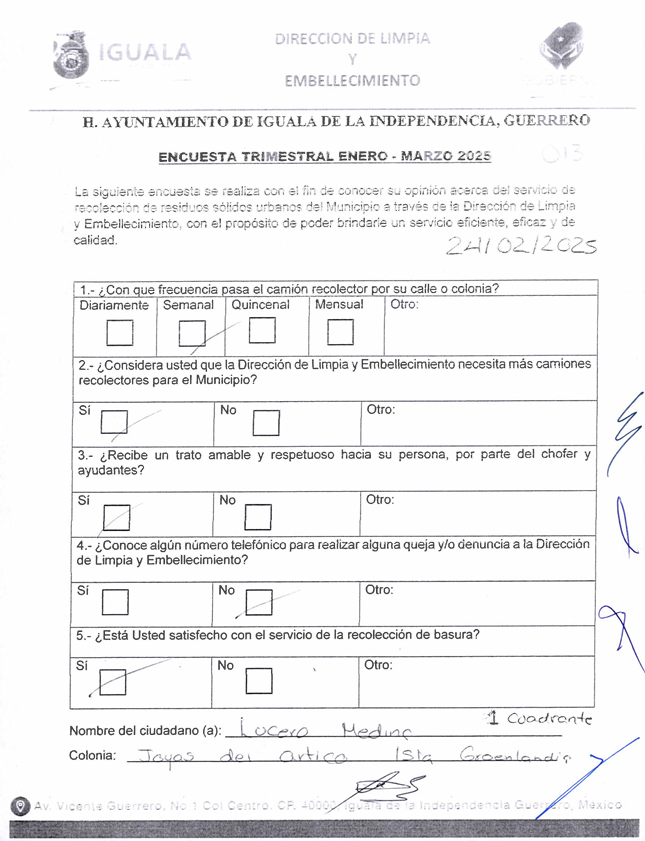 IGUALA
DIRECCION DE LIMPIA
Y
EMBELLECIMIENTO
H. AYUNTAMIENTO DE IGUALA DE LA INDEPENDENCIA, GUERRERO
ENCUESTA TRIMESTRAL ENERO - MARZO 2025
013
La siguiente encuesta se realiza con el fin de conocer su opinión acerca del servicio de
recolección de residuos sólidos urbanos del Municipio a través de la Dirección de Limpia
y Embellecimiento, con el propósito de poder brindarle un servicio eficiente, eficaz y de
calidad.
24/02/2025
1.- ¿Con que frecuencia pasa el camión recolector por su calle o colonia?
Diariamente Semanal Quincenal Mensual Otro:
2.- ¿Considera usted que la Dirección de Limpia y Embellecimiento necesita más camiones
recolectores para el Municipio?
Sí No Otro:
3.- ¿Recibe un trato amable y respetuoso hacia su persona, por parte del chofer y
ayudantes?
Sí No Otro:
4.- ¿Conoce algún número telefónico para realizar alguna queja y/o denuncia a la Dirección
de Limpia y Embellecimiento?
Sí No Otro:
5.- ¿Está Usted satisfecho con el servicio de la recolección de basura?
Sí No Otro:
1 Cuadrante
Nombre del ciudadano (a): Lucero Medina
Colonia: Joyas del Artico Isla Groenlandia
Av. Vicente Guerrero, No 1 Col Centro. CP. 40000, Iguala de la Independencia Guerrero, Mexico